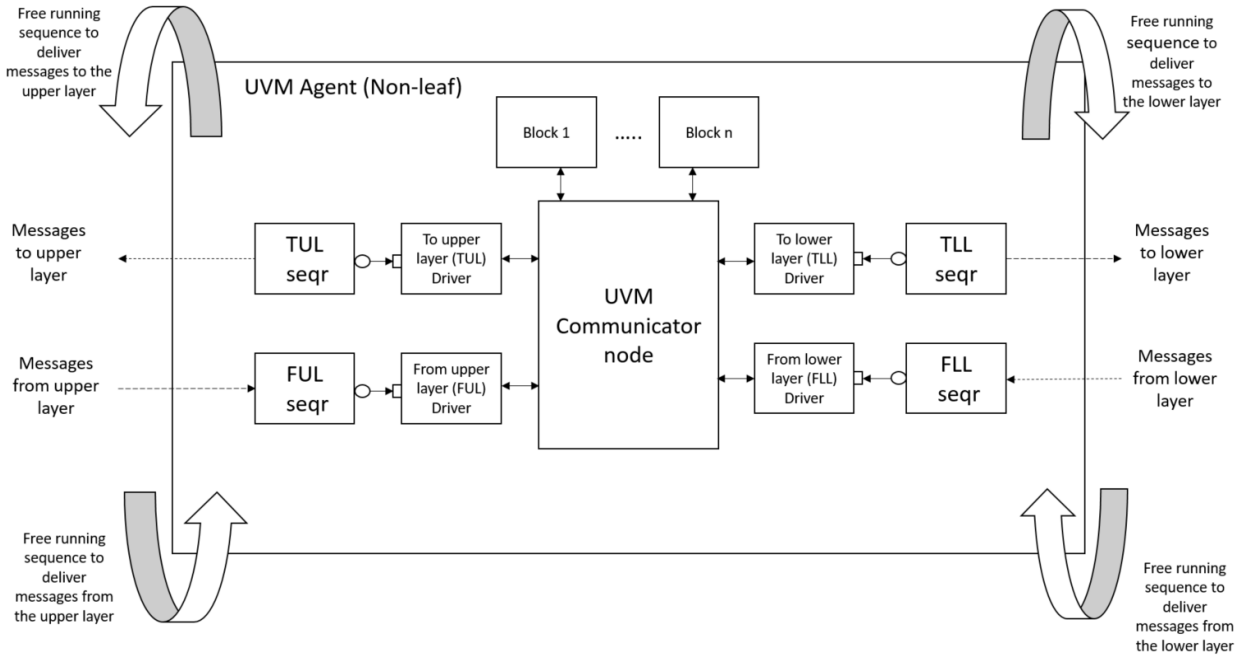 Free running
sequence to
deliver
messages to the
upper layer
Free running
sequence to
deliver
messages to
the lower layer
UVM Agent (Non-leaf)
Block 1
.....
Block n
Messages
to upper
layer
TUL
seqr
To upper
layer (TUL)
Driver
UVM
Communicator
node
To lower
layer (TLL)
Driver
TLL
seqr
Messages
to lower
layer
Messages
from upper
layer
FUL
seqr
From upper
layer (FUL)
Driver
From lower
layer (FLL)
Driver
FLL
seqr
Messages
from lower
layer
Free running
sequence to
deliver
messages from
the upper layer
Free running
sequence to
deliver
messages from
the lower layer